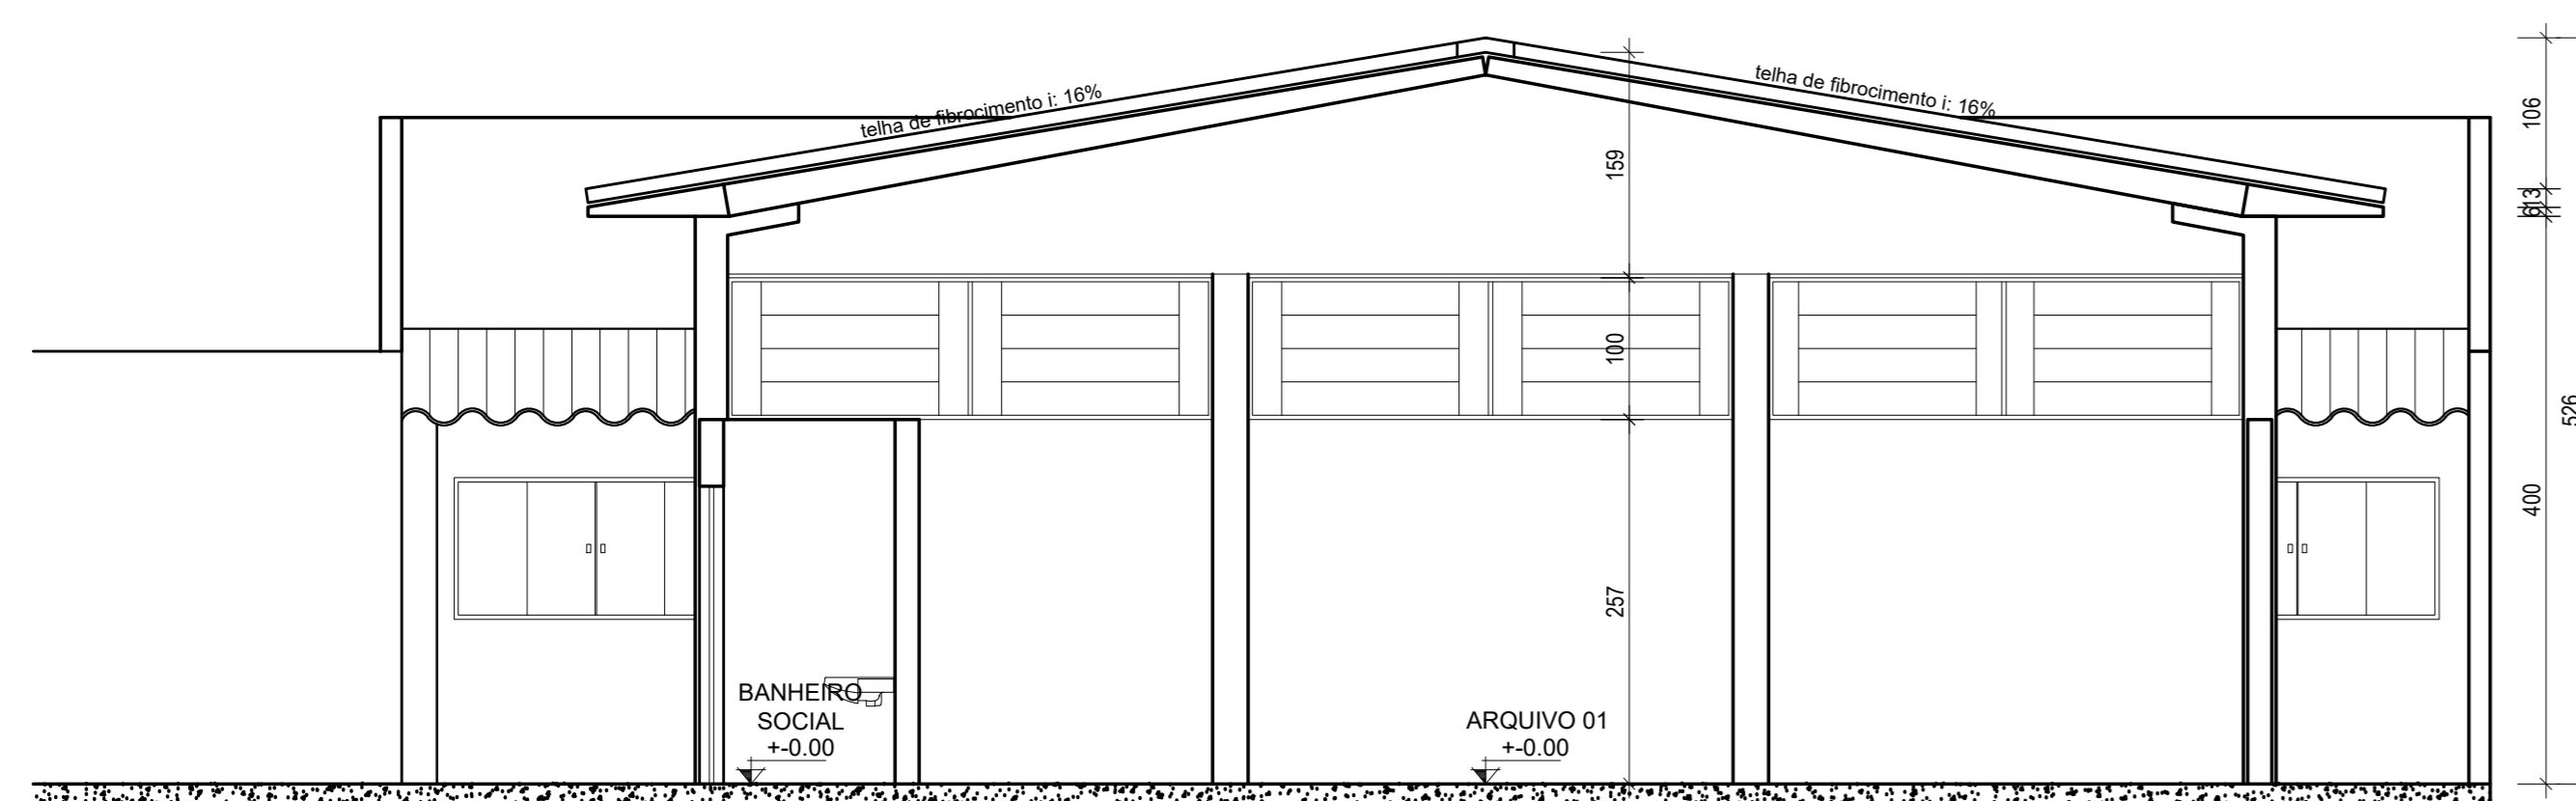 telha de fibrocimento i: 16%
telha de fibrocimento i: 16%
106
159
13
6
100
526
400
257
BANHEIRO
SOCIAL
+-0.00
ARQUIVO 01
+-0.00